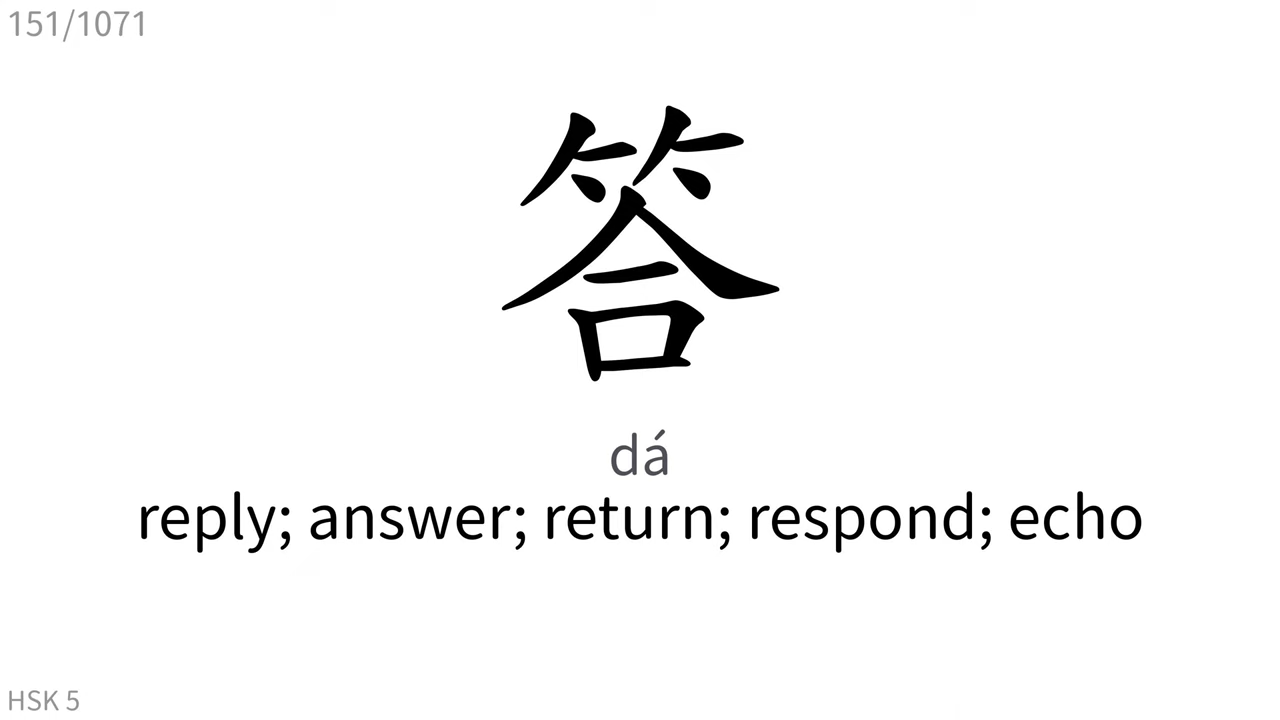 151/1071
答
dá
reply; answer; return; respond; echo
HSK 5